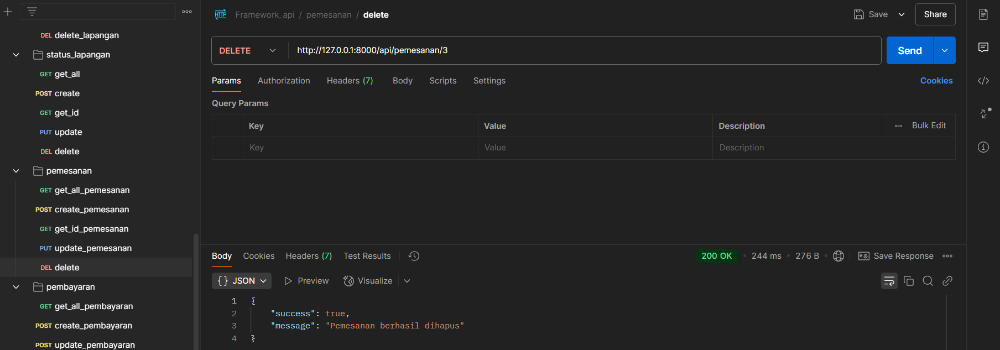 DEL delete_lapangan
status_lapangan
GET get_all
POST create
GET get_id
PUT update
DEL delete
pemesanan
GET get_all_pemesanan
POST create_pemesanan
GET get_id_pemesanan
PUT update_pemesanan
DEL delete
pembayaran
GET get_all_pembayaran
POST create_pembayaran
POST update_pembayaran
HTTP Framework_api / pemesanan / delete
Save
Share
DELETE http://127.0.0.1:8000/api/pemesanan/3
Send
Params Authorization Headers (7) Body Scripts Settings Cookies
Query Params
Key Value Description Bulk Edit
Key Value Description
Body Cookies Headers (7) Test Results
200 OK • 244 ms • 276 B • e.g. Save Response
{} JSON Preview Visualize
1 {
2 "success": true,
3 "message": "Pemesanan berhasil dihapus"
4 }